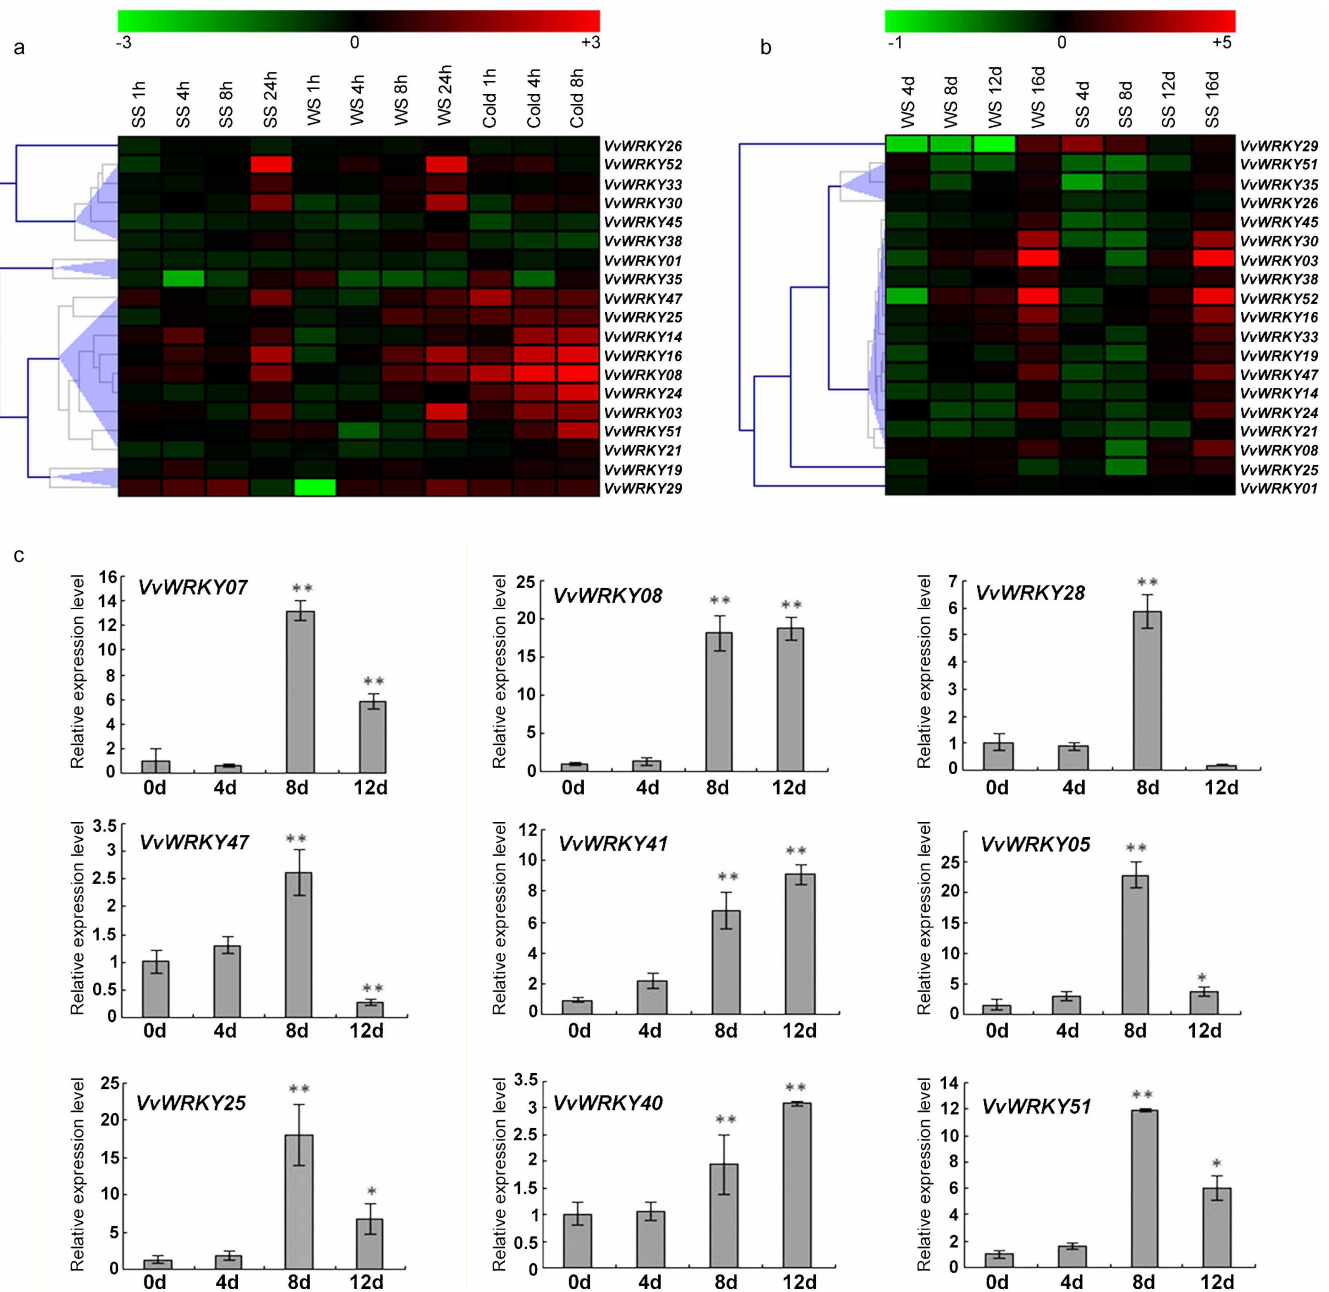 a
-3 0 +3
SS 1h SS 4h SS 8h SS 24h WS 1h WS 4h WS 8h WS 24h Cold 1h Cold 4h Cold 8h
VvWRKY26
VvWRKY52
VvWRKY33
VvWRKY30
VvWRKY45
VvWRKY38
VvWRKY01
VvWRKY35
VvWRKY47
VvWRKY25
VvWRKY14
VvWRKY16
VvWRKY08
VvWRKY24
VvWRKY03
VvWRKY51
VvWRKY21
VvWRKY19
VvWRKY29
b
-1 0 +5
WS 4d WS 8d WS 12d WS 16d SS 4d SS 8d SS 12d SS 16d
VvWRKY29
VvWRKY51
VvWRKY35
VvWRKY26
VvWRKY45
VvWRKY30
VvWRKY03
VvWRKY38
VvWRKY52
VvWRKY16
VvWRKY33
VvWRKY19
VvWRKY47
VvWRKY14
VvWRKY24
VvWRKY21
VvWRKY08
VvWRKY25
VvWRKY01
c
Relative expression level
16
14
12
10
8
6
4
2
0
VvWRKY07
**
**
0d 4d 8d 12d
Relative expression level
25
20
15
10
5
0
VvWRKY08
** **
0d 4d 8d 12d
Relative expression level
7
6
5
4
3
2
1
0
VvWRKY28
**
0d 4d 8d 12d
Relative expression level
3.5
3
2.5
2
1.5
1
0.5
0
VvWRKY47
**
**
0d 4d 8d 12d
Relative expression level
12
10
8
6
4
2
0
VvWRKY41
**
**
0d 4d 8d 12d
Relative expression level
25
20
15
10
5
0
VvWRKY05
**
*
0d 4d 8d 12d
Relative expression level
25
20
15
10
5
0
VvWRKY25
**
*
0d 4d 8d 12d
Relative expression level
3.5
3
2.5
2
1.5
1
0.5
0
VvWRKY40
**
**
0d 4d 8d 12d
Relative expression level
14
12
10
8
6
4
2
0
VvWRKY51
**
*
0d 4d 8d 12d